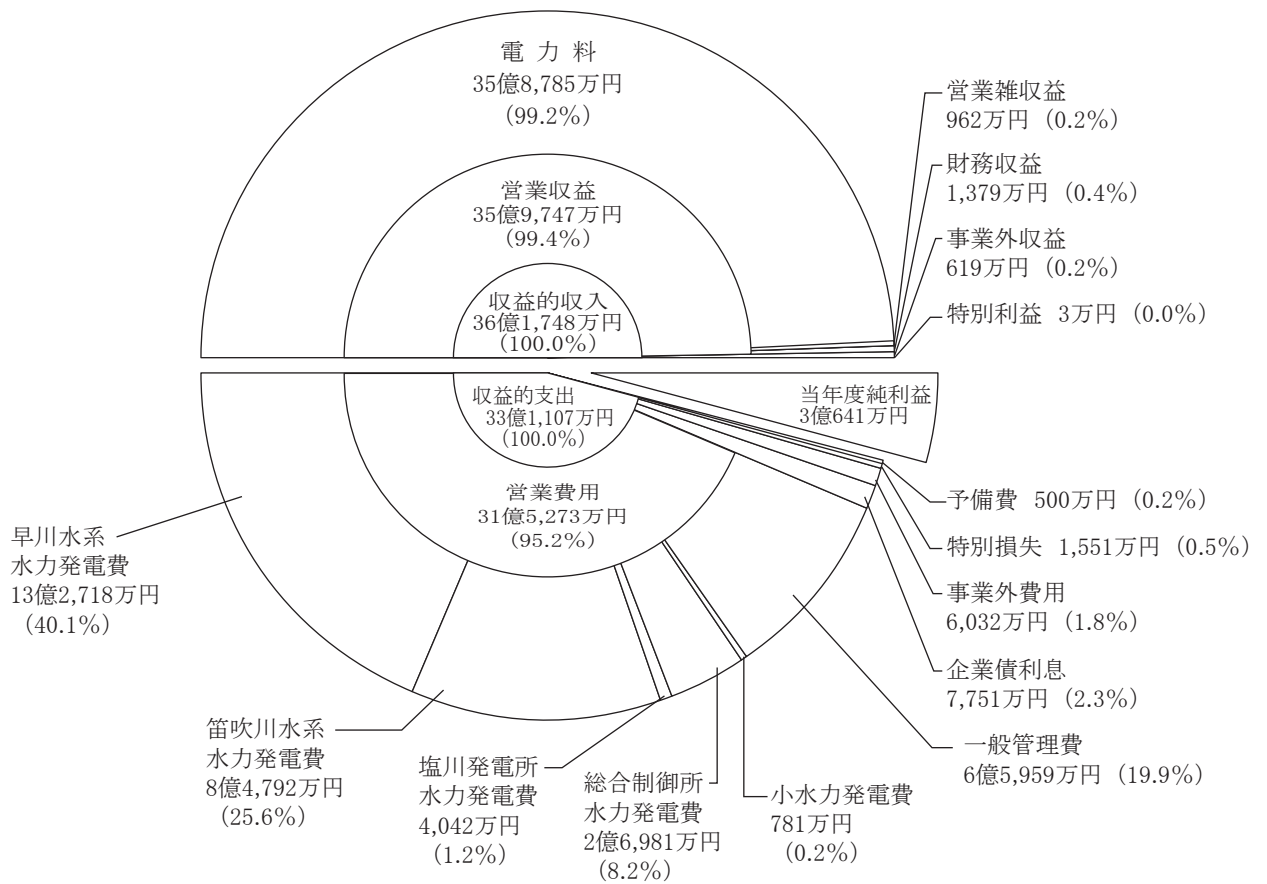 電力料
35億8,785万円
(99.2%)
営業収益
35億9,747万円
(99.4%)
収益的収入
36億1,748万円
(100.0%)
営業雑収益
962万円 (0.2%)
財務収益
1,379万円 (0.4%)
事業外収益
619万円 (0.2%)
特別利益 3万円 (0.0%)
収益的支出
33億1,107万円
(100.0%)
当年度純利益
3億641万円
営業費用
31億5,273万円
(95.2%)
予備費 500万円 (0.2%)
特別損失 1,551万円 (0.5%)
事業外費用
6,032万円 (1.8%)
企業債利息
7,751万円 (2.3%)
一般管理費
6億5,959万円 (19.9%)
早川水系
水力発電費
13億2,718万円
(40.1%)
笛吹川水系
水力発電費
8億4,792万円
(25.6%)
塩川発電所
水力発電費
4,042万円
(1.2%)
総合制御所
水力発電費
2億6,981万円
(8.2%)
小水力発電費
781万円
(0.2%)